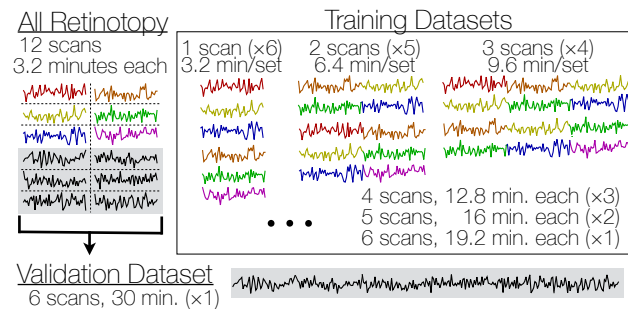 All Retinotopy
12 scans
3.2 minutes each
Training Datasets
1 scan (×6)
3.2 min/set
2 scans (×5)
6.4 min/set
3 scans (×4)
9.6 min/set
4 scans, 12.8 min. each (×3)
5 scans, 16 min. each (×2)
6 scans, 19.2 min. each (×1)
• • •
Validation Dataset
6 scans, 30 min. (×1)